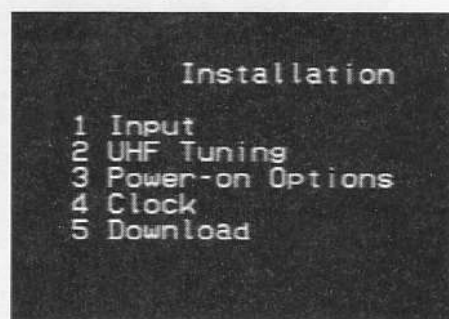 Installation
1 Input
2 UHF Tuning
3 Power-on Options
4 Clock
5 Download